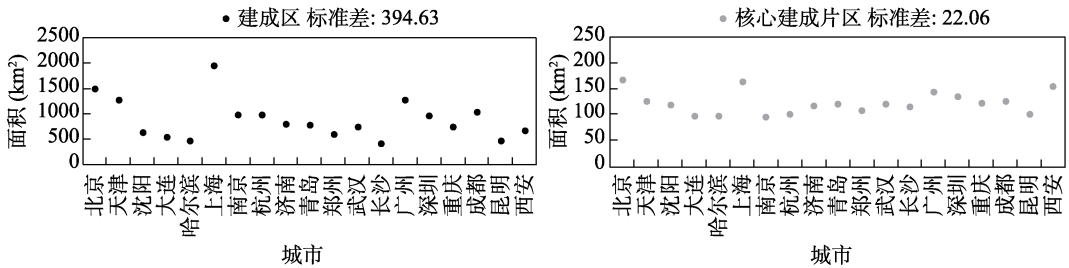 建成区 标准差: 394.63
2500
2000
1500
1000
500
0
面积 (km²)
北京
天津
沈阳
大连
哈尔滨
上海
南京
杭州
济南
青岛
郑州
武汉
长沙
广州
深圳
重庆
成都
昆明
西安
城市
核心建成片区 标准差: 22.06
250
200
150
100
50
0
面积 (km²)
北京
天津
沈阳
大连
哈尔滨
上海
南京
杭州
济南
青岛
郑州
武汉
长沙
广州
深圳
重庆
成都
昆明
西安
城市